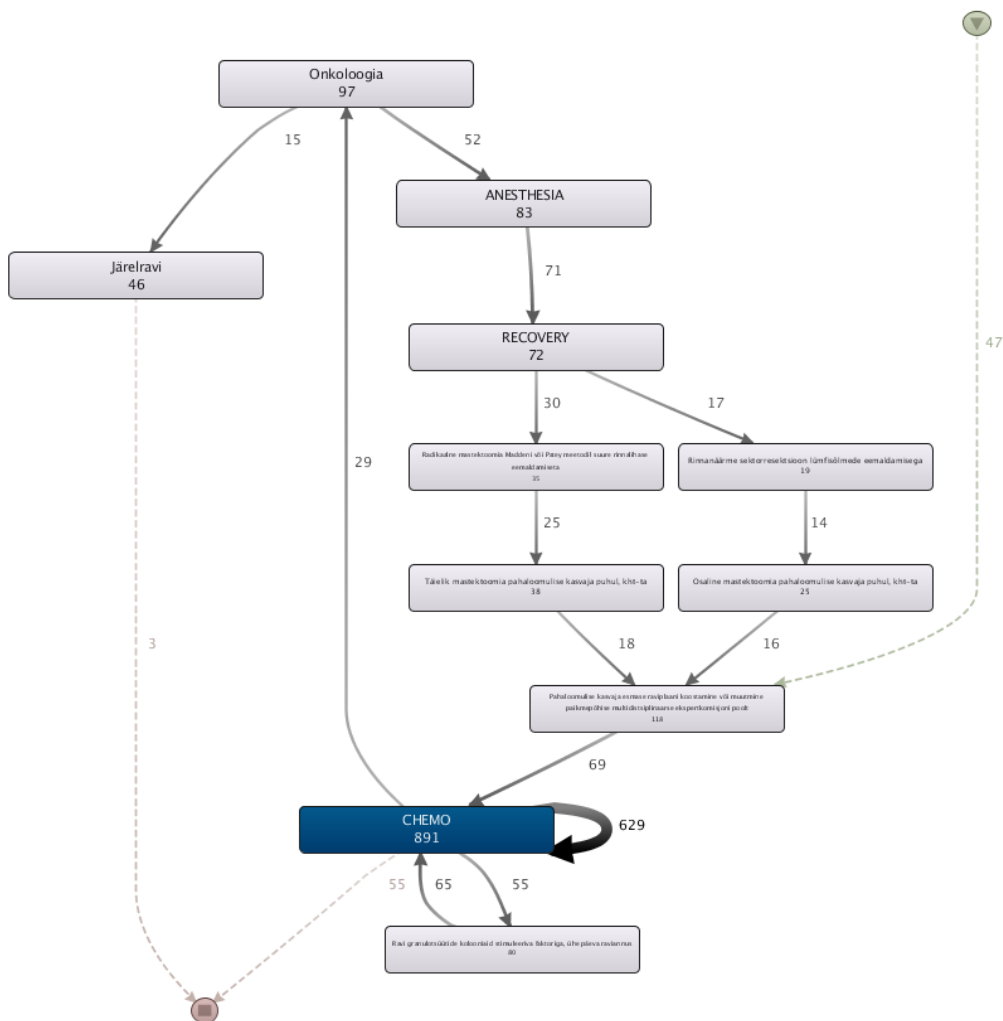 Onkoloogia
97
15
52
ANESTHESIA
83
Järelravi
46
71
RECOVERY
72
47
30
17
Radikaalne mastektoomia Maddeni või Patey meetodil suure rinnalihase
eemaldamiseta
35
Rinnanäärme sektorresektsioon lümfisõlmede eemaldamisega
19
29
25
14
Täielik mastektoomia pahaloomulise kasvaja puhul, kht-ta
38
Osaline mastektoomia pahaloomulise kasvaja puhul, kht-ta
25
3
18
16
Pahaloomulise kasvaja esmase raviplaani koostamine või muutmine
paikmepõhise multidistsiplinaarse ekspertkomisjoni poolt
118
69
CHEMO
891
629
55
65
55
Ravi granulotsüütide kolooniaid stimuleeriva faktoriga, ühe päeva raviannus
80